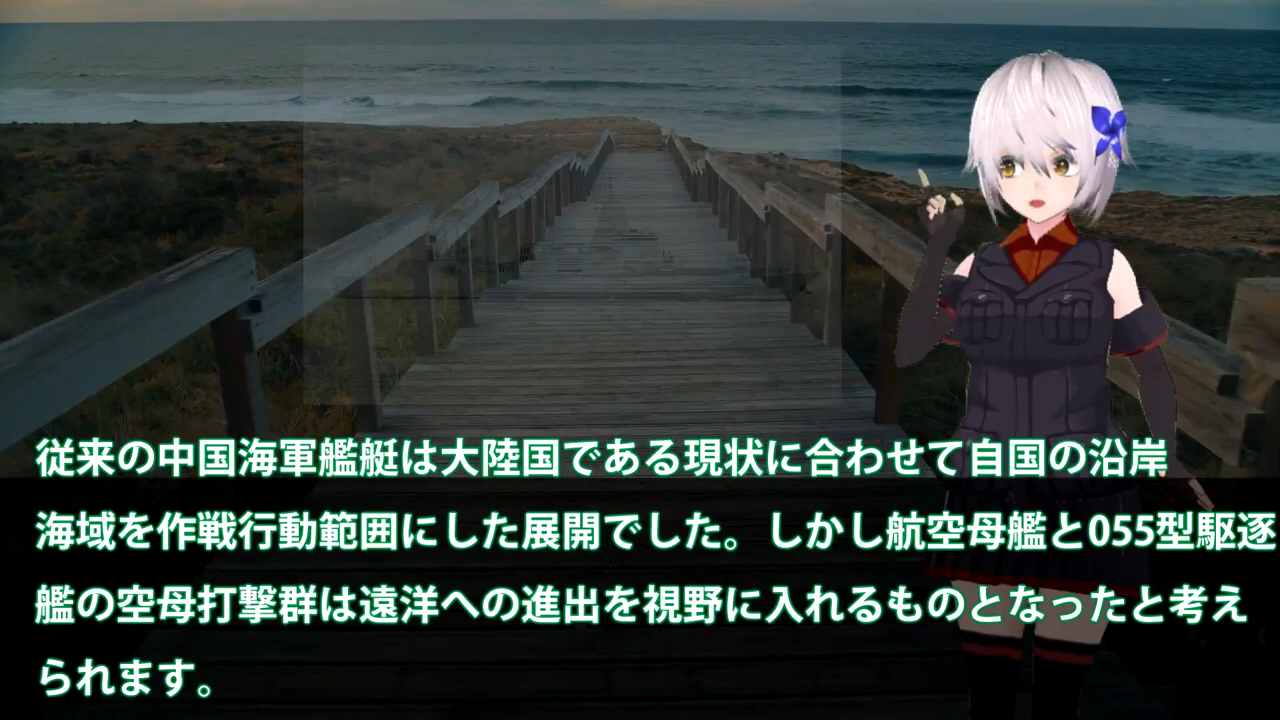 従来の中国海軍艦艇は大陸国である現状に合わせて自国の沿岸
海域を作戦行動範囲にした展開でした。しかし航空母艦と055型駆逐
艦の空母打撃群は遠洋への進出を視野に入れるものとなったと考え
られます。